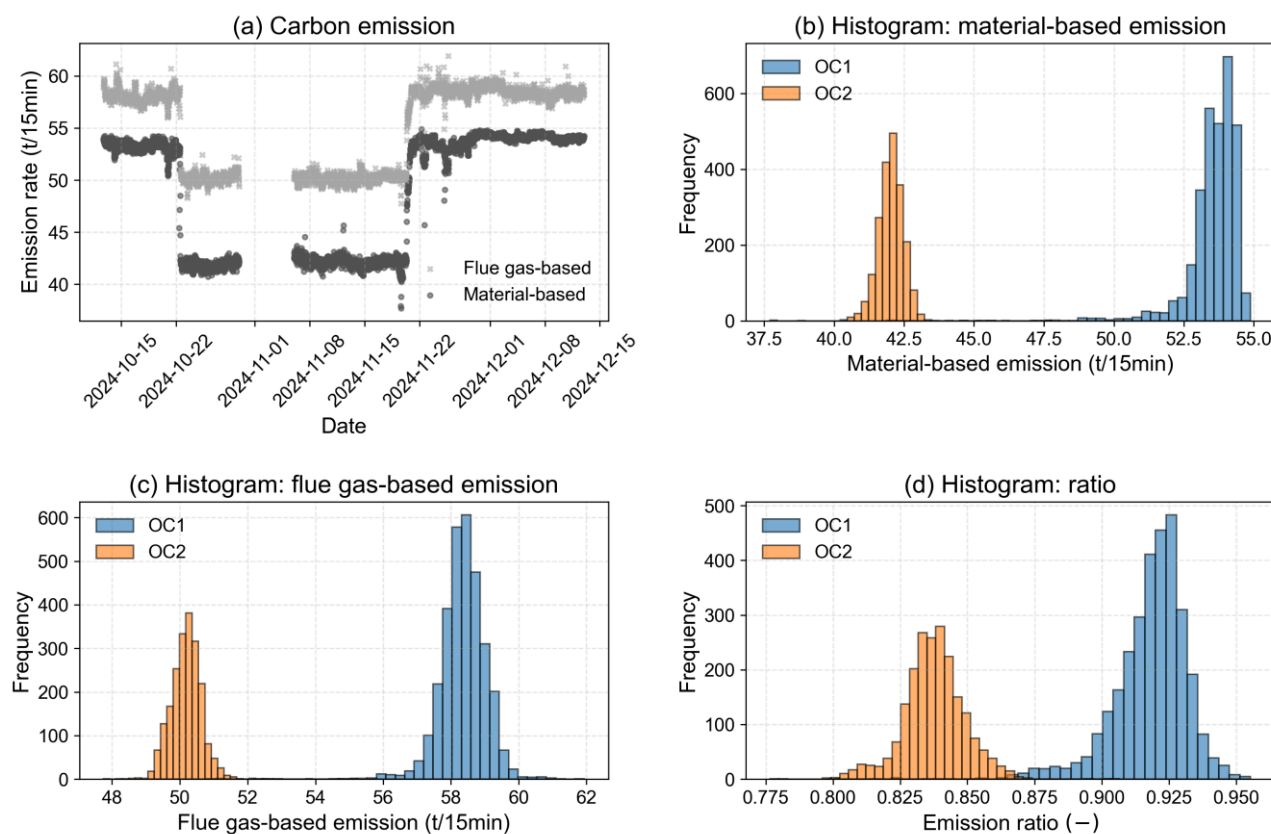 (a) Carbon emission
Emission rate (t/15min)
60
55
50
45
40
Flue gas-based
Material-based
2024-10-15
2024-10-22
2024-11-01
2024-11-08
2024-11-15
2024-11-22
2024-12-01
2024-12-08
2024-12-15
Date
(b) Histogram: material-based emission
OC1
OC2
Frequency
600
400
200
0
37.5 40.0 42.5 45.0 47.5 50.0 52.5 55.0
Material-based emission (t/15min)
(c) Histogram: flue gas-based emission
OC1
OC2
Frequency
600
500
400
300
200
100
0
48 50 52 54 56 58 60 62
Flue gas-based emission (t/15min)
(d) Histogram: ratio
OC1
OC2
Frequency
500
400
300
200
100
0
0.775 0.800 0.825 0.850 0.875 0.900 0.925 0.950
Emission ratio (−)